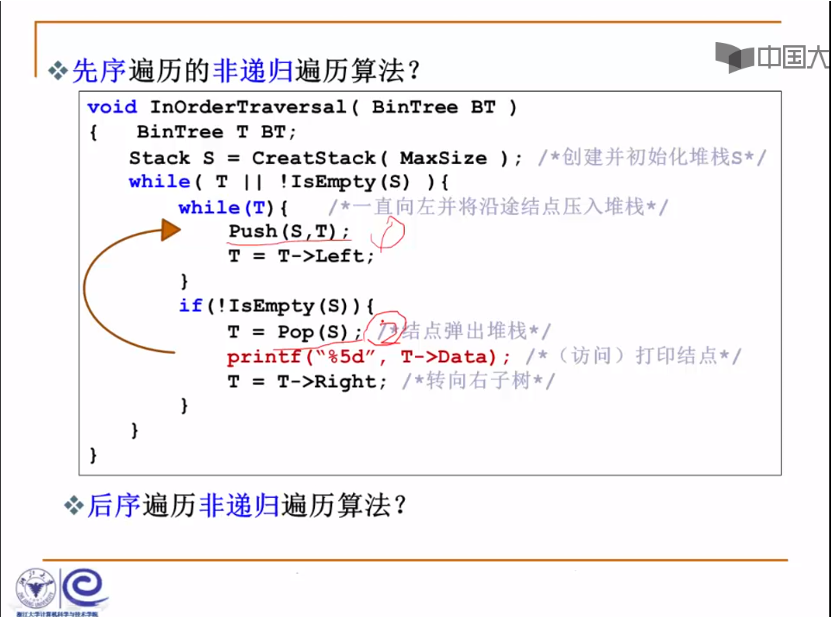 中国大
❖先序遍历的非递归遍历算法?
void InOrderTraversal( BinTree BT )
{ BinTree T BT;
Stack S = CreatStack( MaxSize ); /*创建并初始化堆栈S*/
while( T || !IsEmpty(S) ){
while(T){ /*一直向左并将沿途结点压入堆栈*/
Push(S,T); ①
T = T->Left;
}
if(!IsEmpty(S)){
T = Pop(S); ② /*结点弹出堆栈*/
printf(“%5d”, T->Data); /*（访问）打印结点*/
T = T->Right; /*转向右子树*/
}
}
}
❖后序遍历非递归遍历算法?
浙江大学计算机科学与技术学院